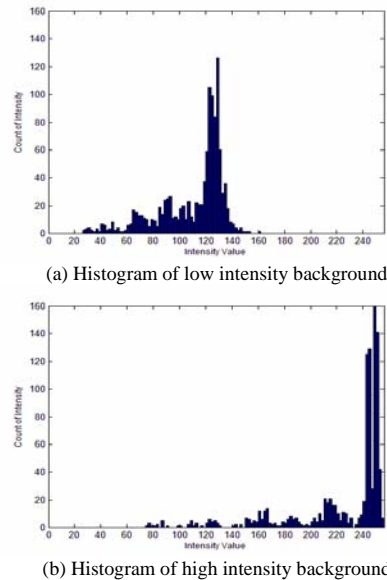 160
140
120
100
80
60
40
20
0
Count of Intensity
0 20 40 60 80 100 120 140 160 180 200 220 240
Intensity Value
(a) Histogram of low intensity background
160
140
120
100
80
60
40
20
0
Count of Intensity
0 20 40 60 80 100 120 140 160 180 200 220 240
Intensity Value
(b) Histogram of high intensity background